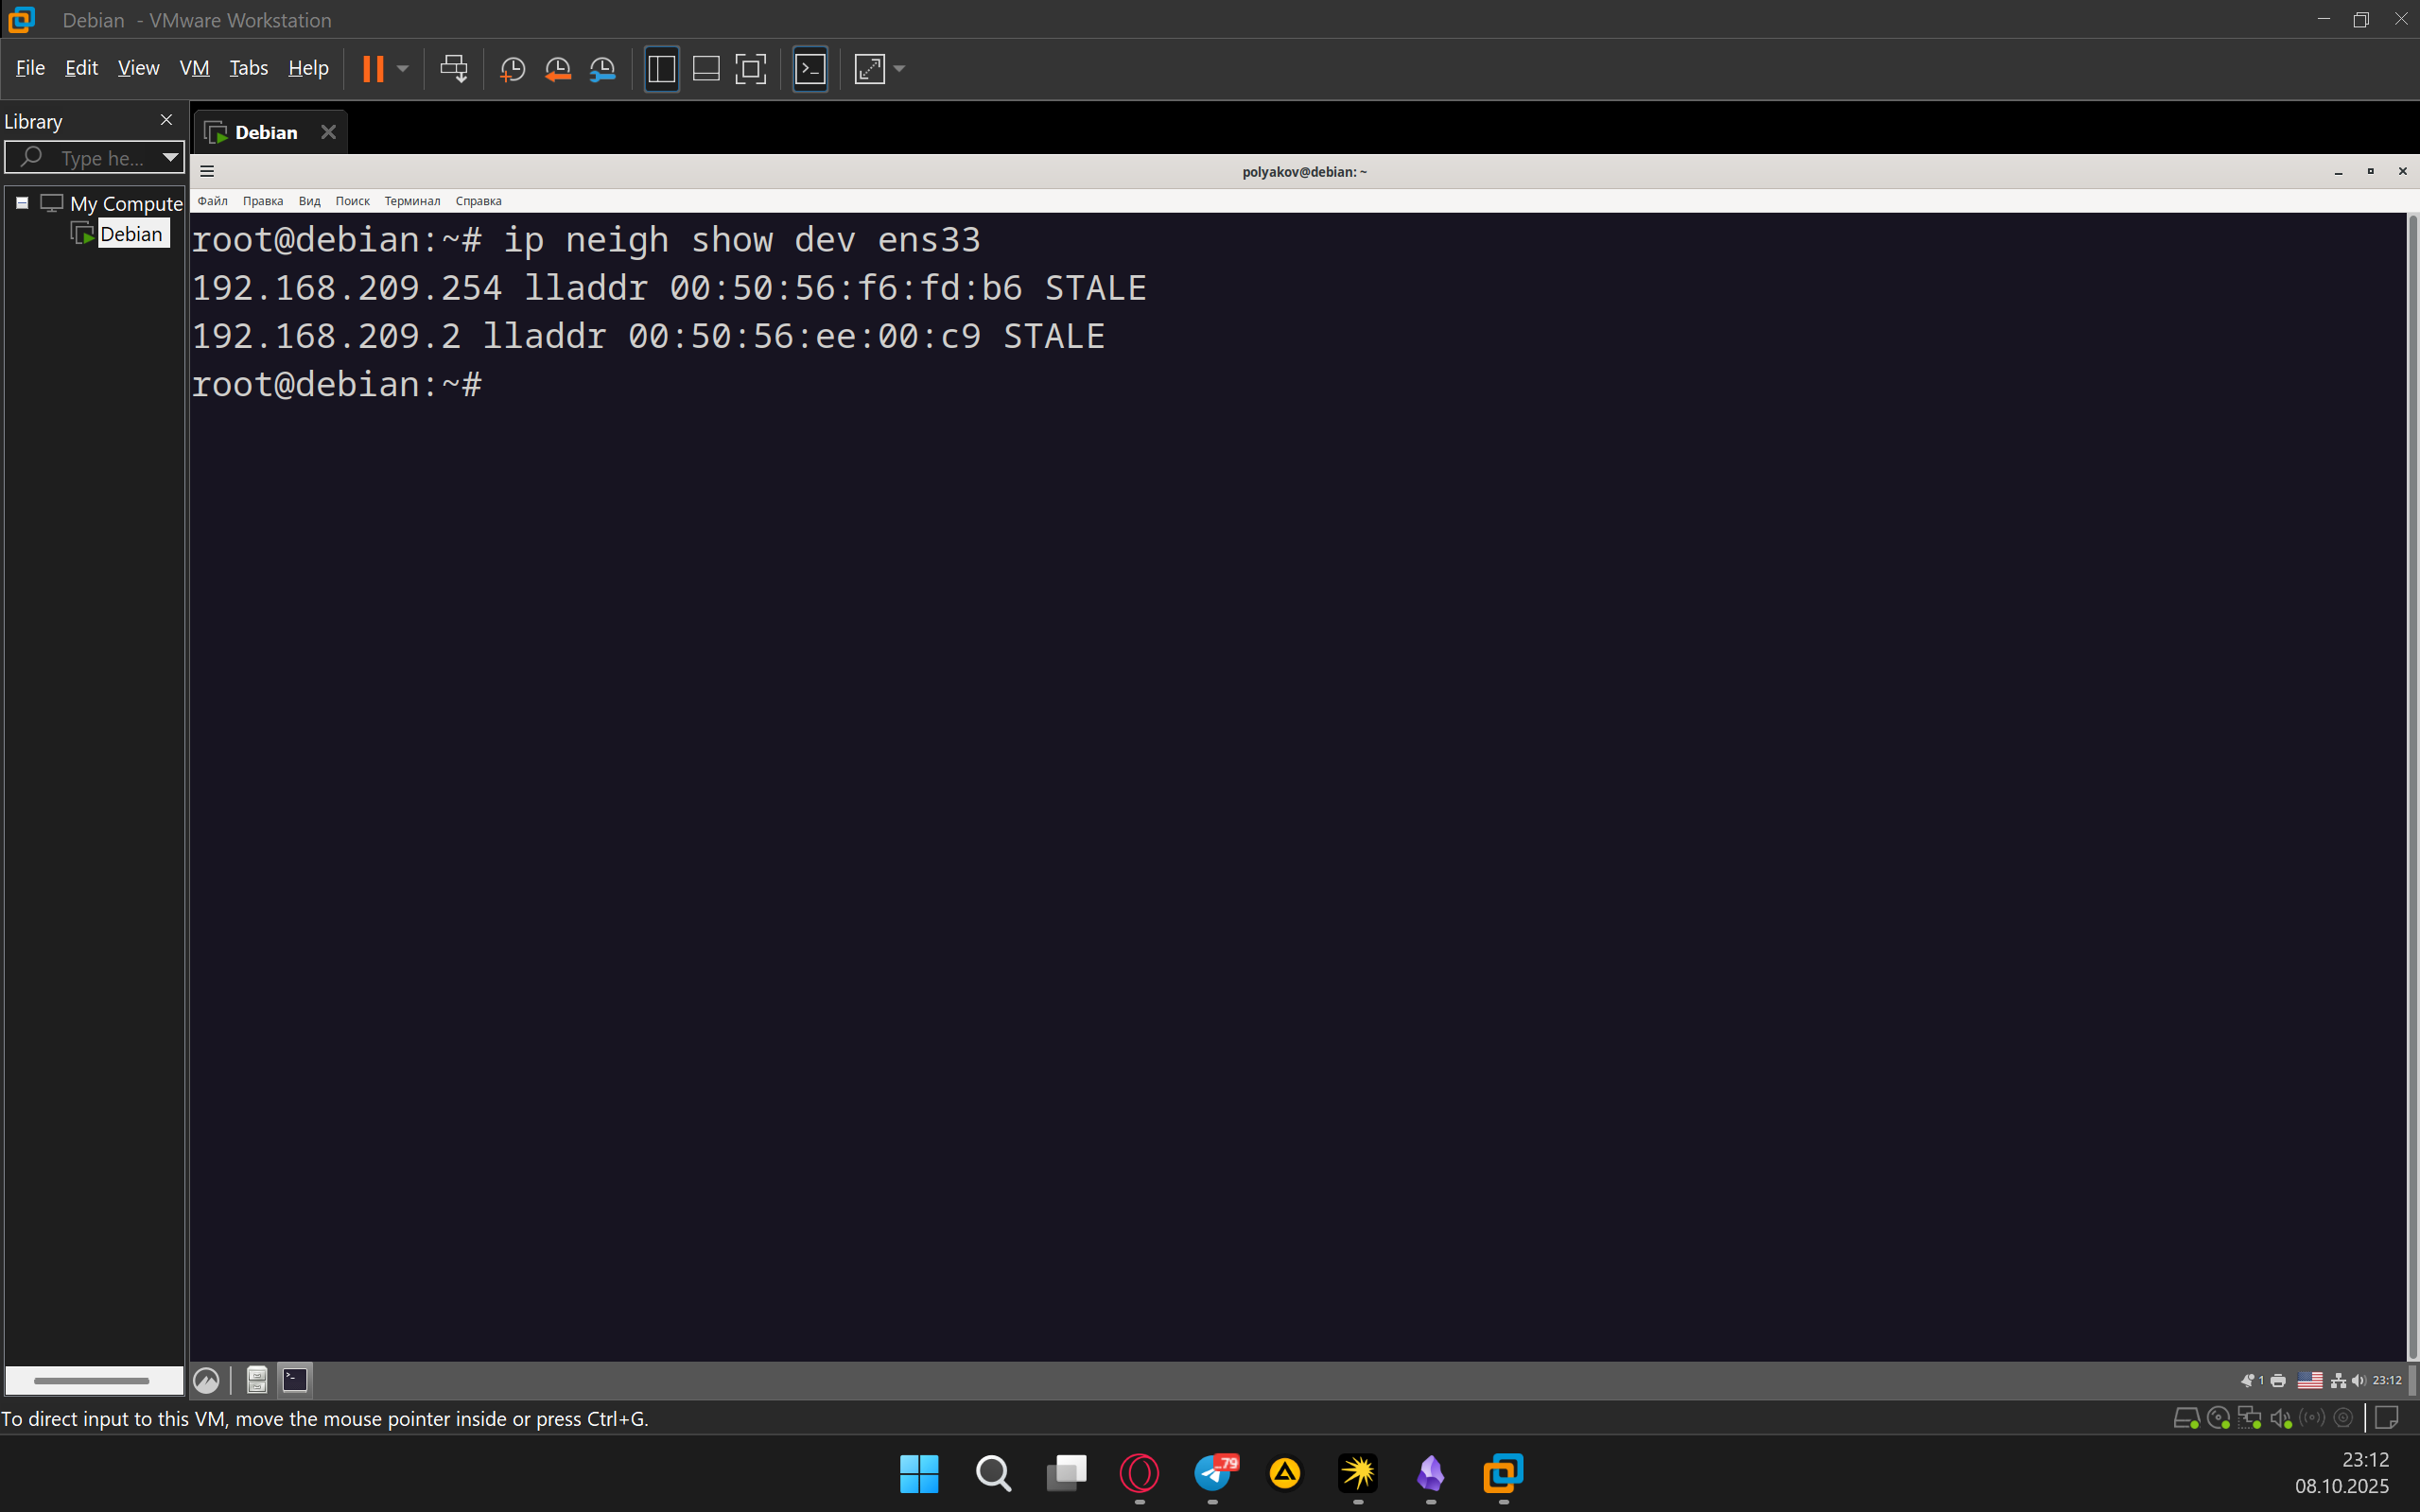 Debian - VMware Workstation
File Edit View VM Tabs Help
Library
Type he...
My Compute
Debian
Debian
polyakov@debian: ~
Файл Правка Вид Поиск Терминал Справка
root@debian:~# ip neigh show dev ens33
192.168.209.254 lladdr 00:50:56:f6:fd:b6 STALE
192.168.209.2 lladdr 00:50:56:ee:00:c9 STALE
root@debian:~#
1 23:12
To direct input to this VM, move the mouse pointer inside or press Ctrl+G.
79
23:12
08.10.2025